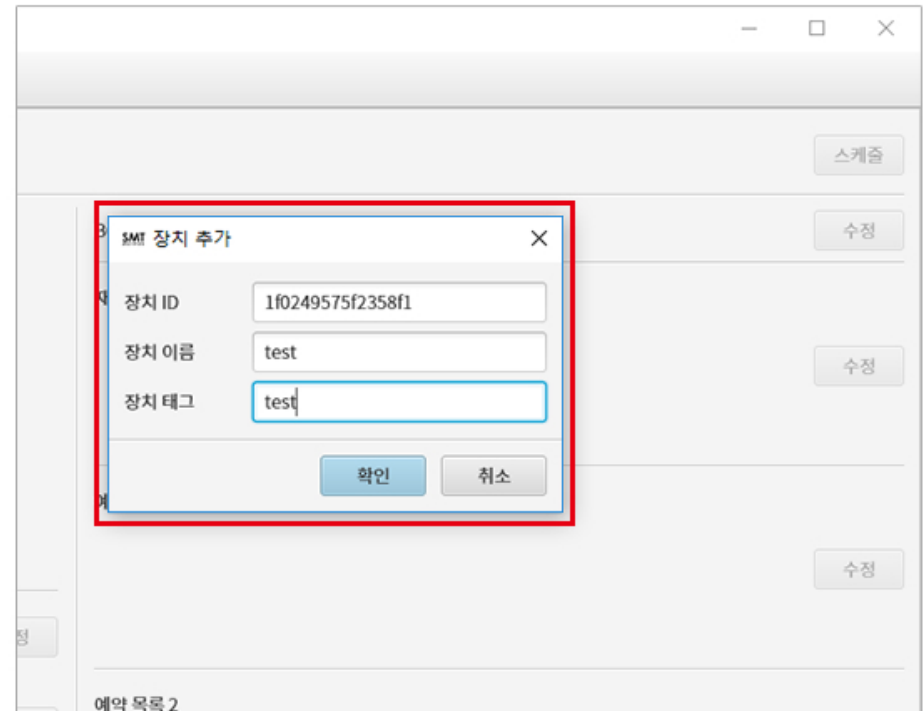 스케줄
수정
SMT 장치 추가
장치 ID
1f0249575f2358f1
수정
장치 이름
test
장치 태그
test
확인
취소
수정
예약 목록 2